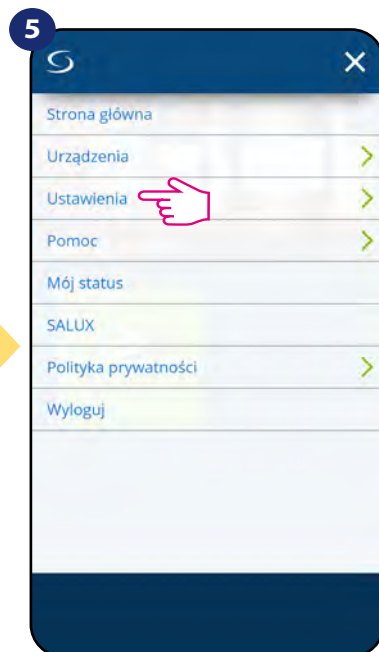 5
Strona główna
Urządzenia
Ustawienia
Pomoc
Mój status
SALUX
Polityka prywatności
Wyloguj